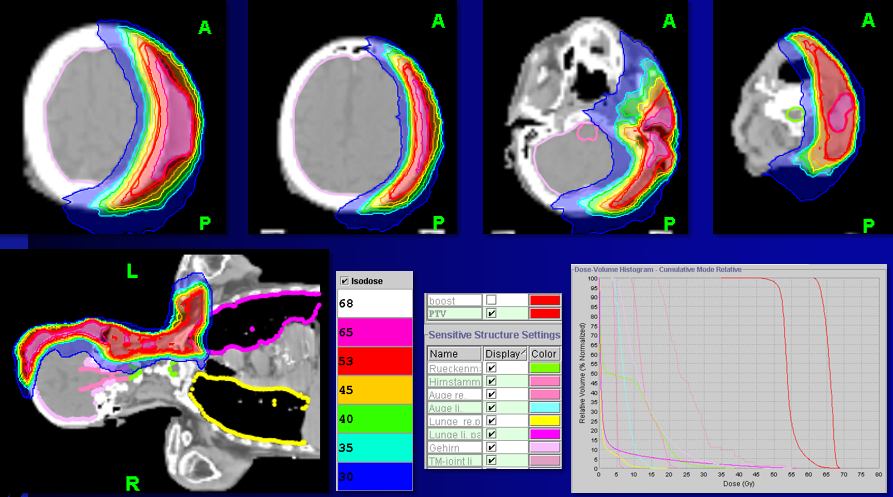 A
P
A
P
A
P
A
P
L
R
Isodose
68
65
53
45
40
35
30
boost
PTV
Sensitive Structure Settings
Name Display Color
Rueckenm
Hirnstamm
Auge re.
Auge li.
Lunge re. p
Lunge li. pa
Gehirn
TM-joint li
Dose-Volume Histogram - Cumulative Mode Relative
Relative Volume (% Normalized)
100
95
90
85
80
75
70
65
60
55
50
45
40
35
30
25
20
15
10
5
0
0 5 10 15 20 25 30 35 40 45 50 55 60 65 70 75 80
Dose (Gy)